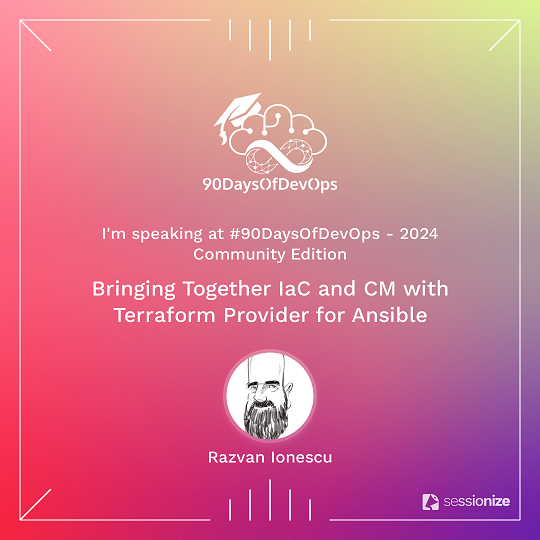 90DaysOfDevOps
I'm speaking at #90DaysOfDevOps - 2024
Community Edition
Bringing Together IaC and CM with
Terraform Provider for Ansible
Razvan Ionescu
sessionize